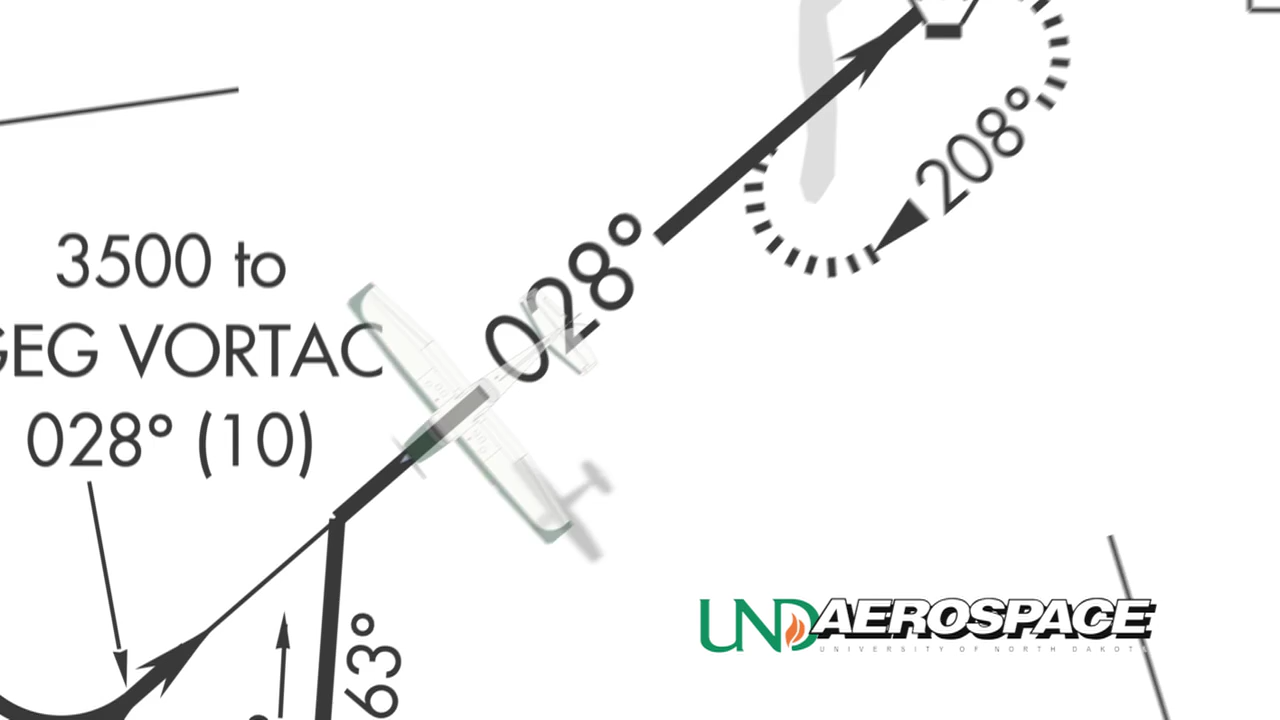 208°
028°
3500 to
GEG VORTAC
028° (10)
63°
UND AEROSPACE
UNIVERSITY OF NORTH DAKOTA